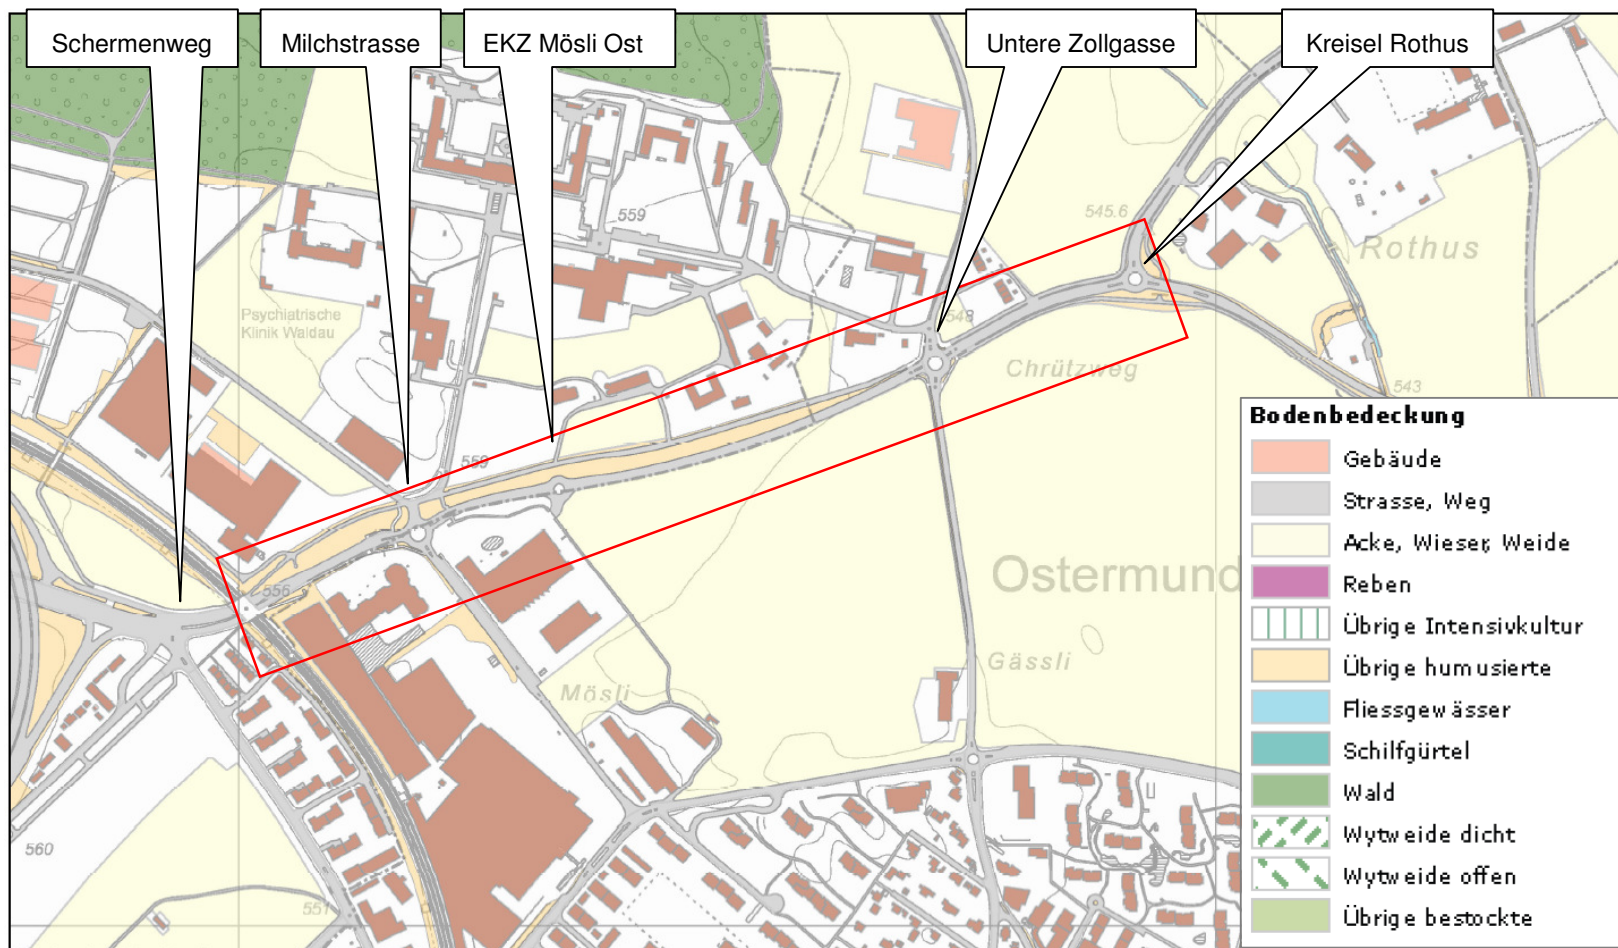 Schermenweg
Milchstrasse
EKZ Mösli Ost
Untere Zollgasse
Kreisel Rothus
559
545.6
Rothus
Psychiatrische
Klinik Waldau
548
Chrützweg
543
559
556
Ostermund
Gässli
Mösli
560
551
Bodenbedeckung
Gebäude
Strasse, Weg
Acke, Wieser, Weide
Reben
Übrige Intensivkultur
Übrige humusierte
Fliessgewässer
Schilfgürtel
Wald
Wytweide dicht
Wytweide offen
Übrige bestockte